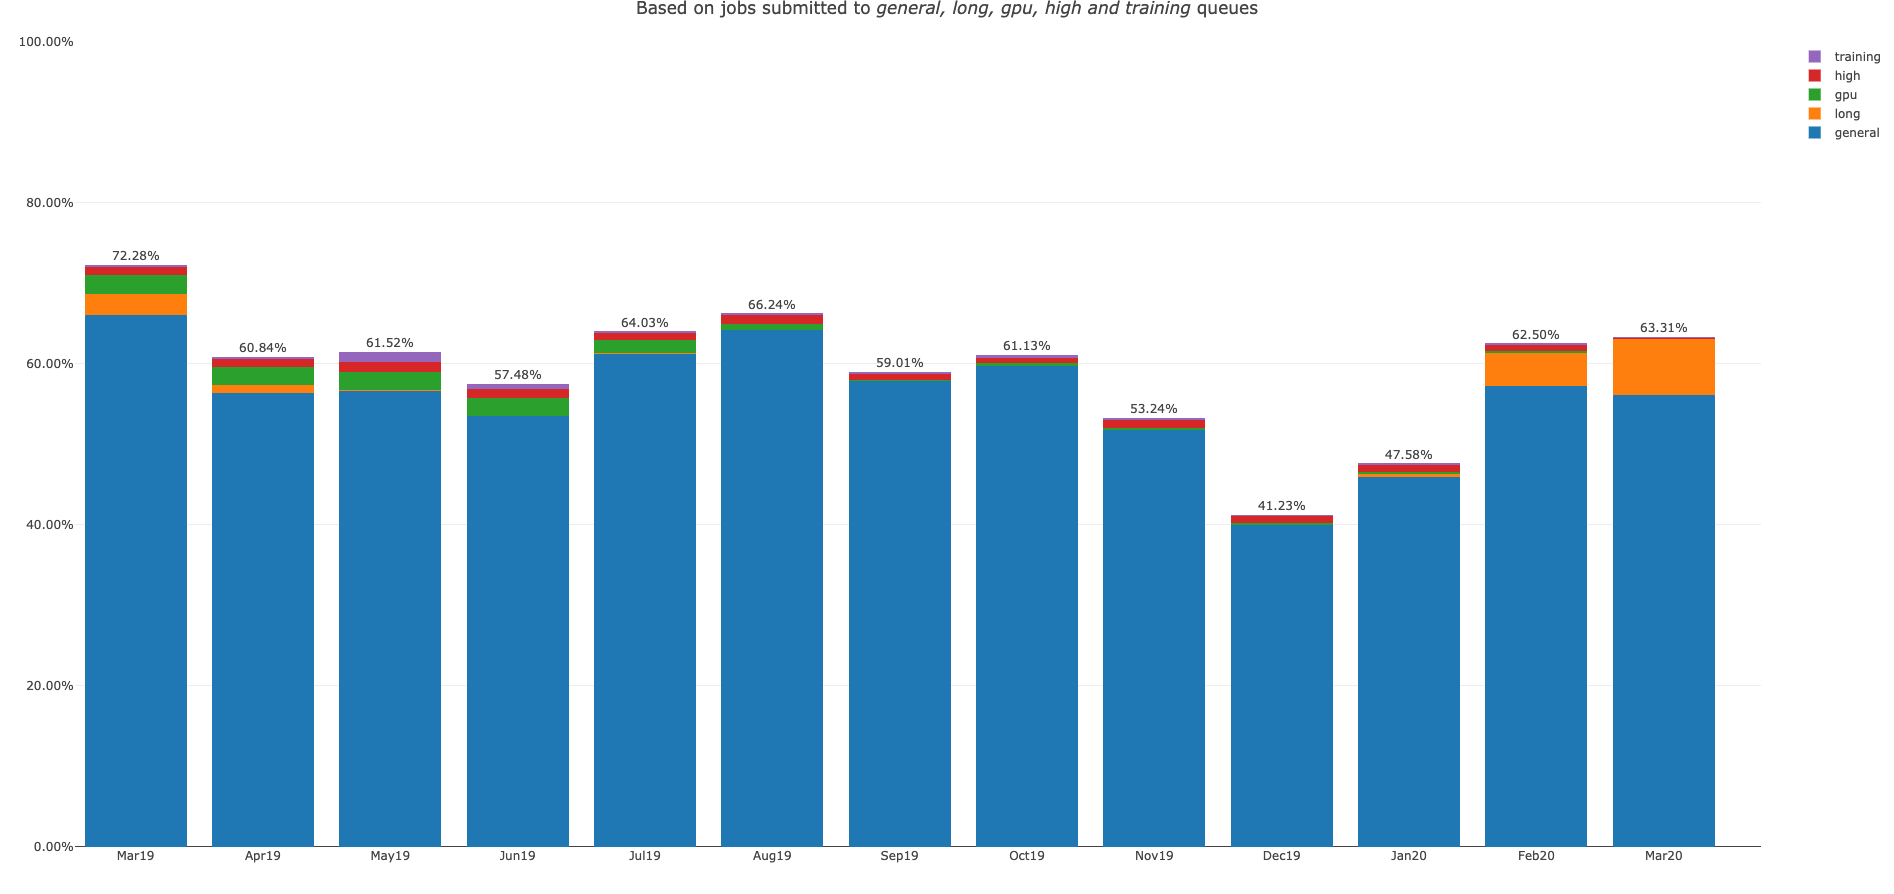 Based on jobs submitted to general, long, gpu, high and training queues
100.00%
80.00%
60.00%
40.00%
20.00%
0.00%
training
high
gpu
long
general
72.28%
60.84%
61.52%
57.48%
64.03%
66.24%
59.01%
61.13%
53.24%
41.23%
47.58%
62.50%
63.31%
Mar19
Apr19
May19
Jun19
Jul19
Aug19
Sep19
Oct19
Nov19
Dec19
Jan20
Feb20
Mar20